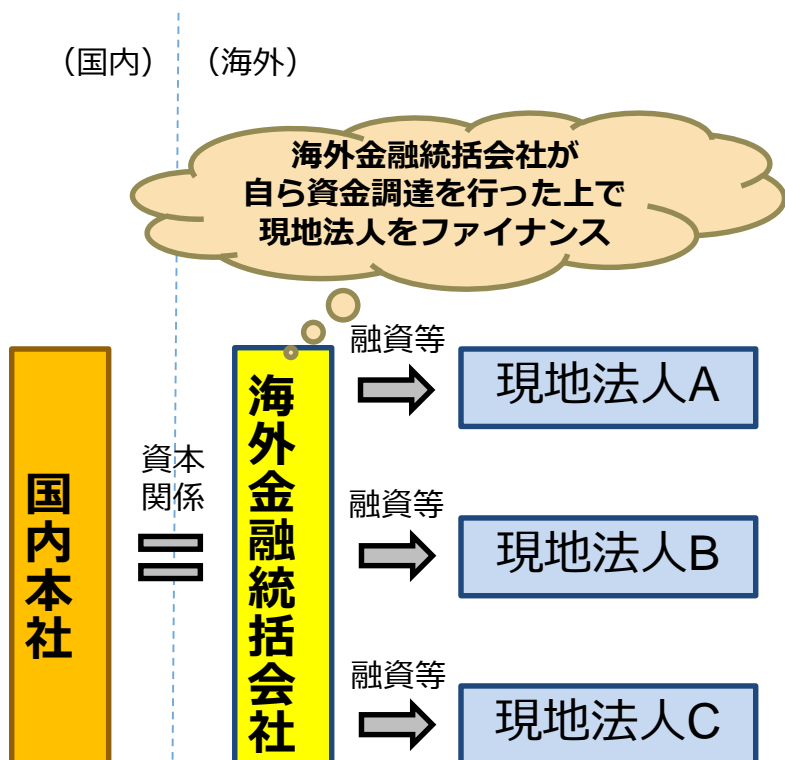 （国内）
（海外）
海外金融統括会社が
自ら資金調達を行った上で
現地法人をファイナンス
国内本社
資本
関係
海外金融統括会社
融資等
現地法人A
融資等
現地法人B
融資等
現地法人C